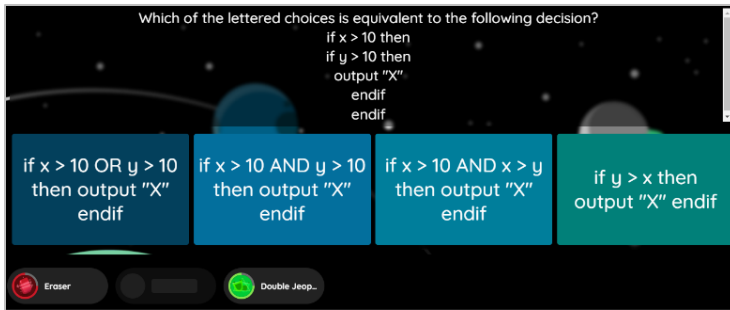 Which of the lettered choices is equivalent to the following decision?
if x > 10 then
if y > 10 then
output "X"
endif
endif
if x > 10 OR y > 10
then output "X"
endif
if x > 10 AND y > 10
then output "X"
endif
if x > 10 AND x > y
then output "X"
endif
if y > x then
output "X" endif
Eraser
Double Jeop...